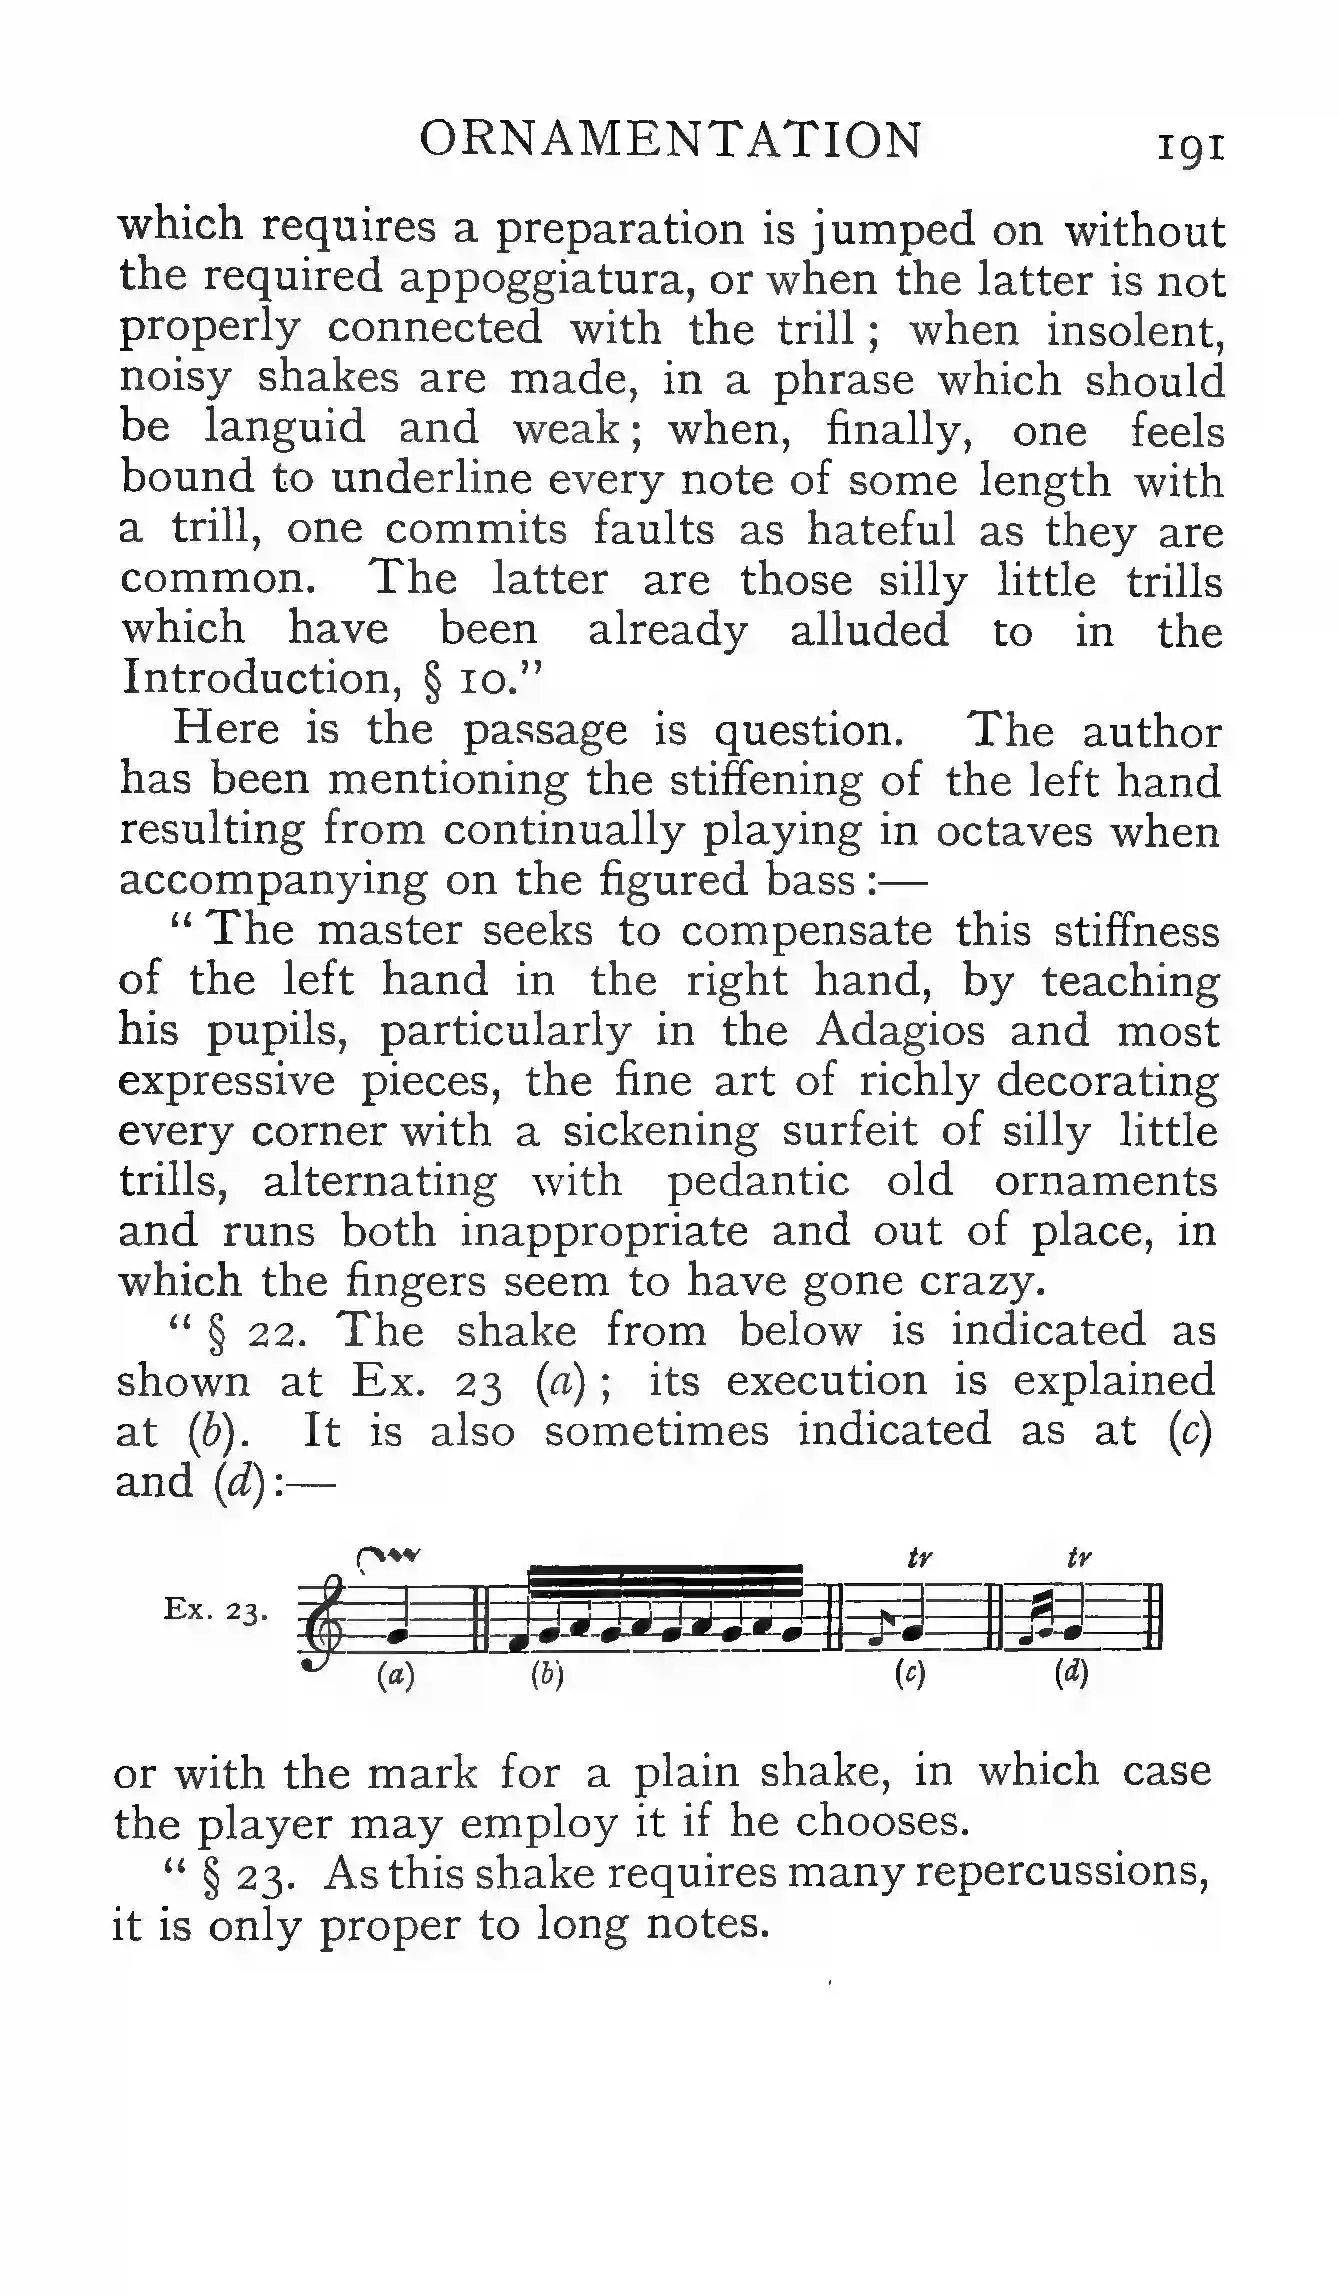 ORNAMENTATION 191
which requires a preparation is jumped on without
the required appoggiatura, or when the latter is not
properly connected with the trill ; when insolent,
noisy shakes are made, in a phrase which should
be languid and weak ; when, finally, one feels
bound to underline every note of some length with
a trill, one commits faults as hateful as they are
common. The latter are those silly little trills
which have been already alluded to in the
Introduction, § 10.”
Here is the passage is question. The author
has been mentioning the stiffening of the left hand
resulting from continually playing in octaves when
accompanying on the figured bass :—
“ The master seeks to compensate this stiffness
of the left hand in the right hand, by teaching
his pupils, particularly in the Adagios and most
expressive pieces, the fine art of richly decorating
every corner with a sickening surfeit of silly little
trills, alternating with pedantic old ornaments
and runs both inappropriate and out of place, in
which the fingers seem to have gone crazy.
“ § 22. The shake from below is indicated as
shown at Ex. 23 (a) ; its execution is explained
at (b). It is also sometimes indicated as at (c)
and (d) :—
tr tr
Ex. 23.
(a) (b) (c) (d)
or with the mark for a plain shake, in which case
the player may employ it if he chooses.
“ § 23. As this shake requires many repercussions,
it is only proper to long notes.